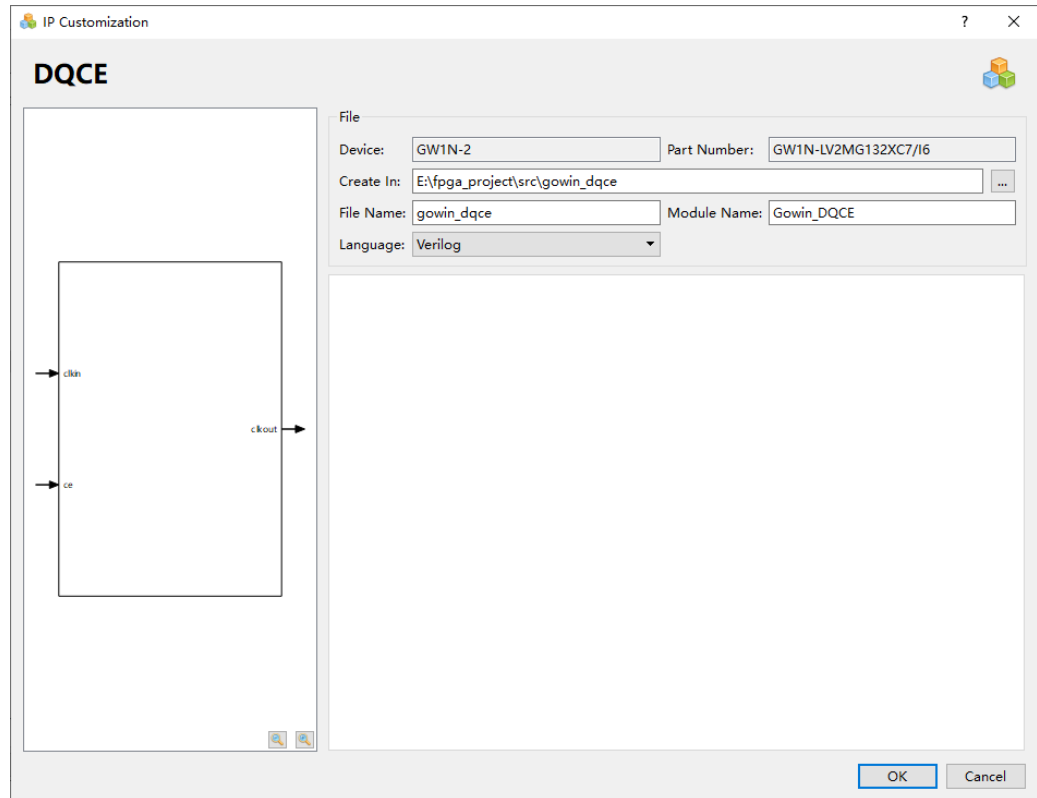 IP Customization
? X
DQCE
File
Device: GW1N-2 Part Number: GW1N-LV2MG132XC7/I6
Create In: E:\fpga_project\src\gowin_dqce ...
File Name: gowin_dqce Module Name: Gowin_DQCE
Language: Verilog
clkin
clkout
ce
OK Cancel